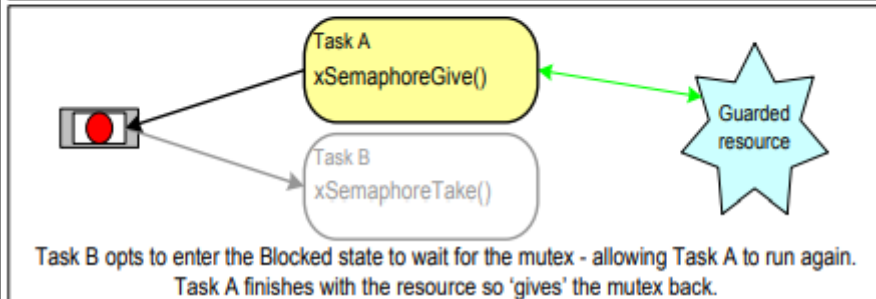 Task A
xSemaphoreGive()
Guarded
resource
Task B
xSemaphoreTake()
Task B opts to enter the Blocked state to wait for the mutex - allowing Task A to run again.
Task A finishes with the resource so ‘gives’ the mutex back.